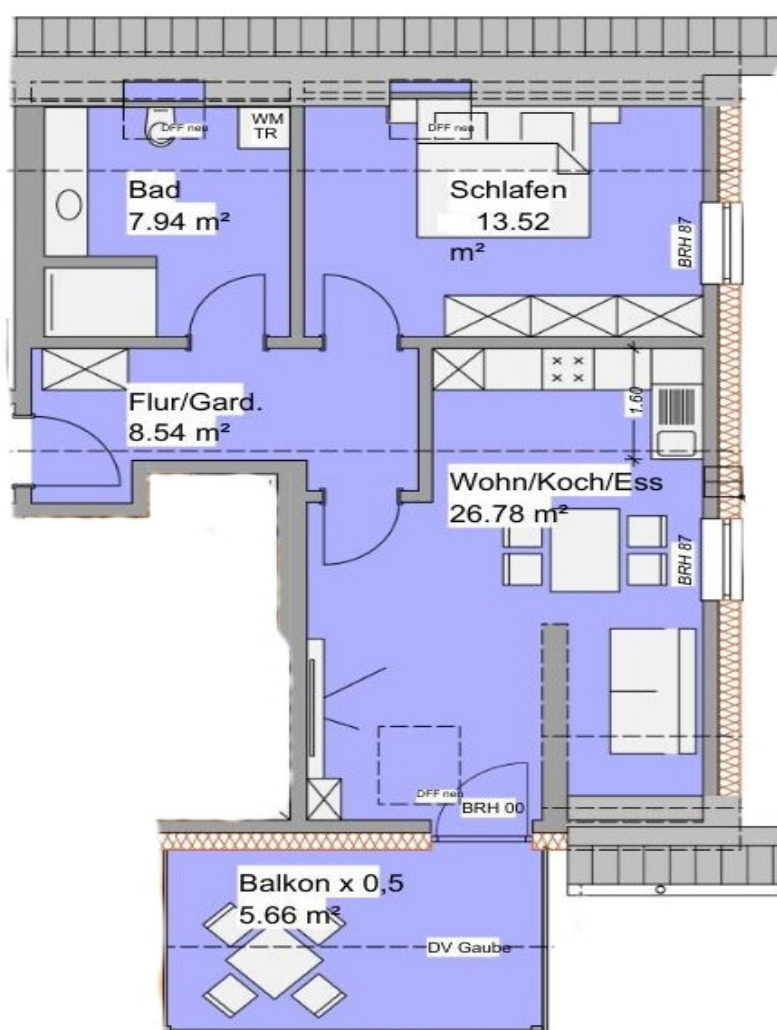 DFF neu
WM
TR
Bad
7.94 m²
DFF neu
Schlafen
13.52
m²
BRH 87
Flur/Gard.
8.54 m²
1.60
Wohn/Koch/Ess
26.78 m²
BRH 87
DFF neu
BRH 00
Balkon x 0,5
5.66 m²
DV Gaube